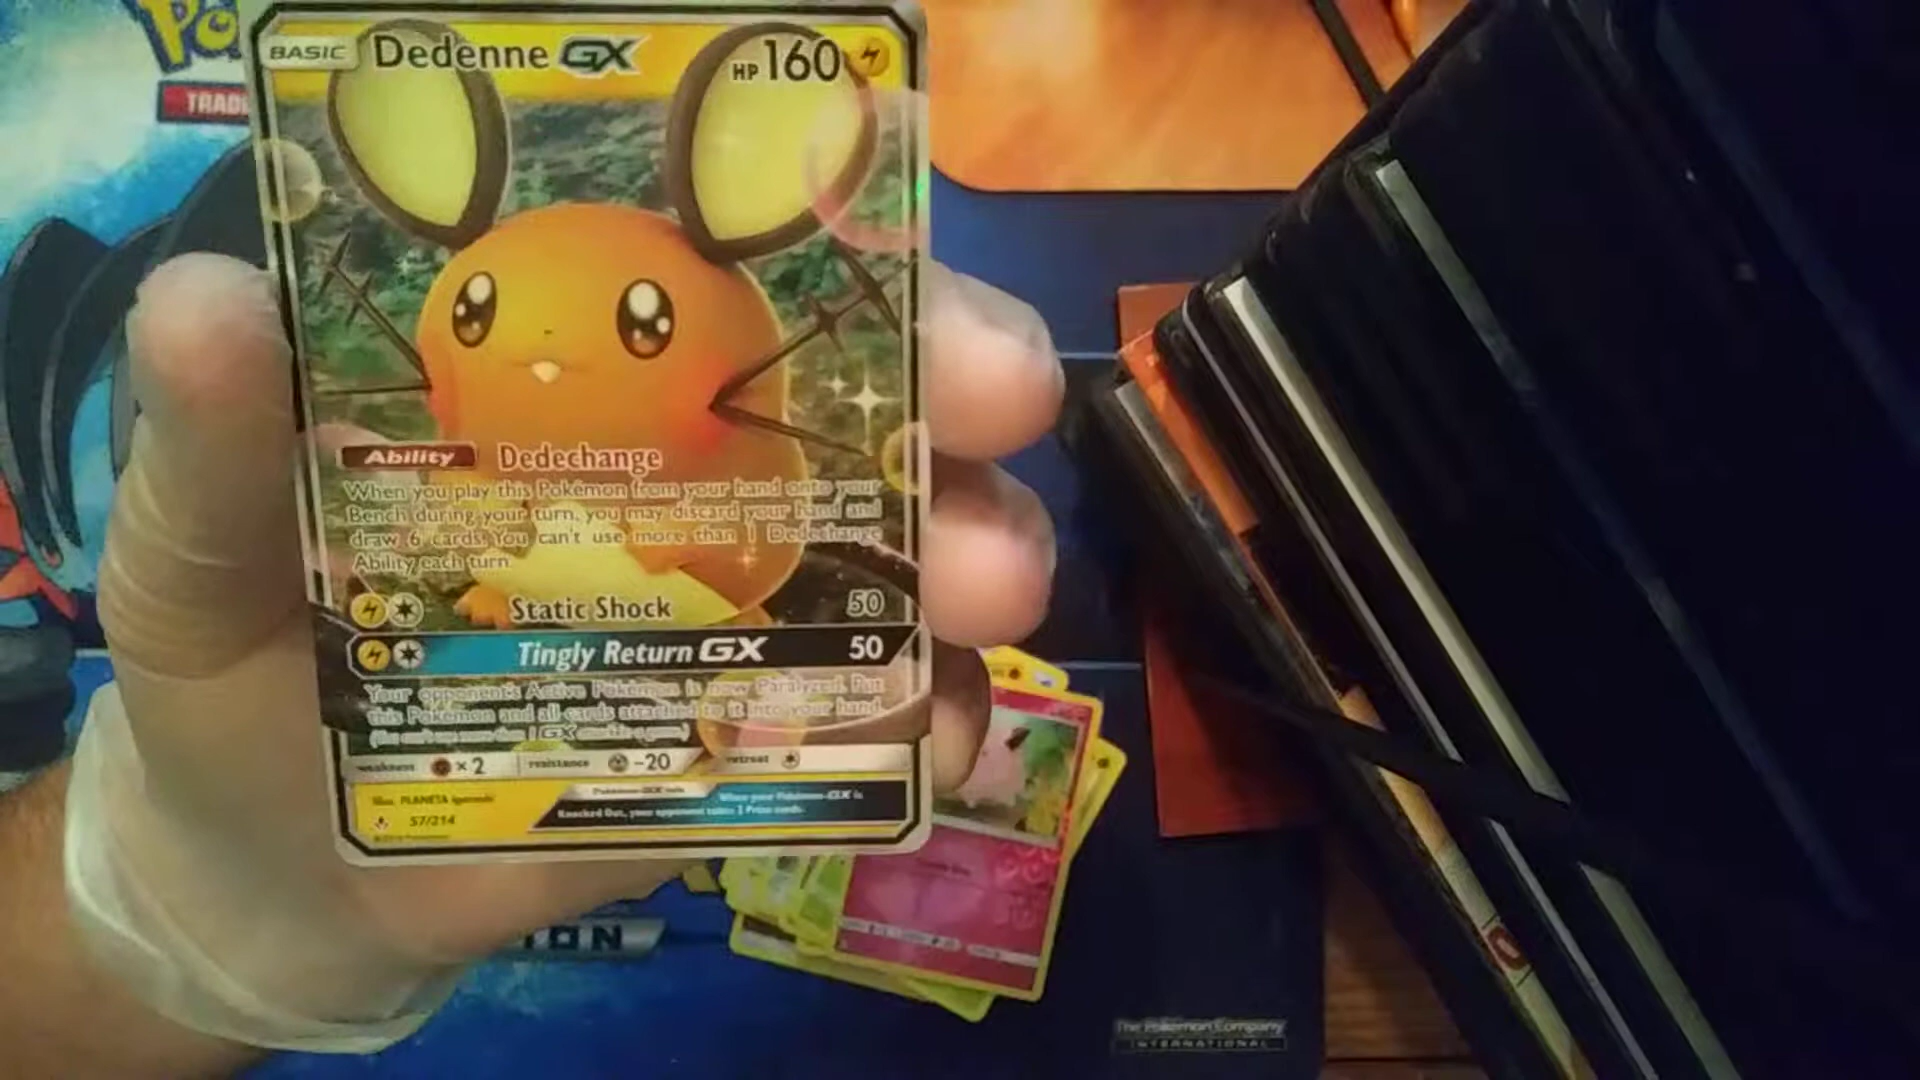 Po
TRADI
BASIC Dedenne GX HP 160
Ability Dedechange
When you play this Pokémon from your hand onto your
Bench during your turn, you may discard your hand and
draw 6 cards. You can't use more than 1 Dedechange
Ability each turn.
Static Shock 50
Tingly Return GX 50
Your opponent's Active Pokémon is now Paralyzed. Put
this Pokémon and all cards attached to it into your hand.
(You can't use more than 1 GX attack in a game.)
weakness ×2 resistance -20 retreat
Illus. PLANETA Igarashi
57/214
Pokémon-GX rule When your Pokémon-GX is
Knocked Out, your opponent takes 2 Prize cards.
ION
The Pokémon Company
INTERNATIONAL